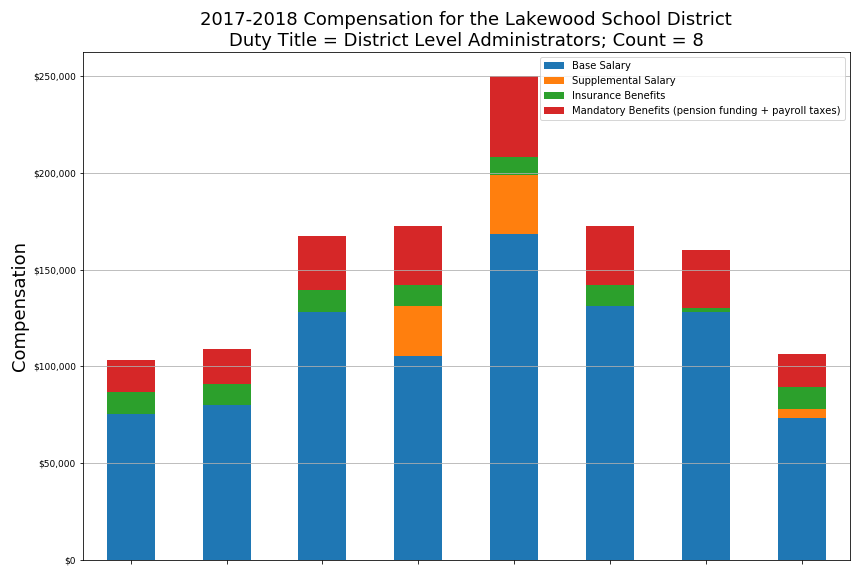 2017-2018 Compensation for the Lakewood School District
Duty Title = District Level Administrators; Count = 8
Base Salary
Supplemental Salary
Insurance Benefits
Mandatory Benefits (pension funding + payroll taxes)
$250,000
$200,000
$150,000
$100,000
$50,000
$0
Compensation